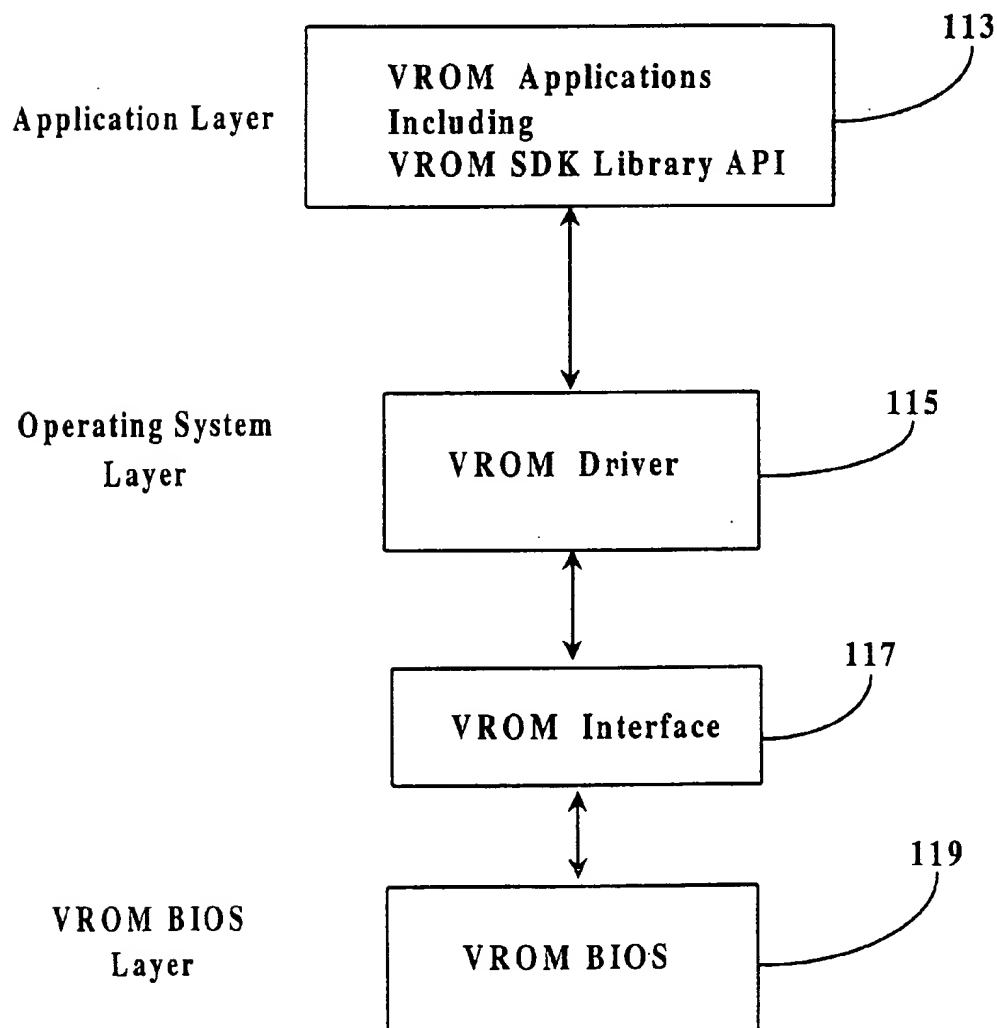 113
VROM Applications
Including
VROM SDK Library API
Application Layer
115
Operating System
Layer
VROM Driver
117
VROM Interface
119
VROM BIOS
Layer
VROM BIOS